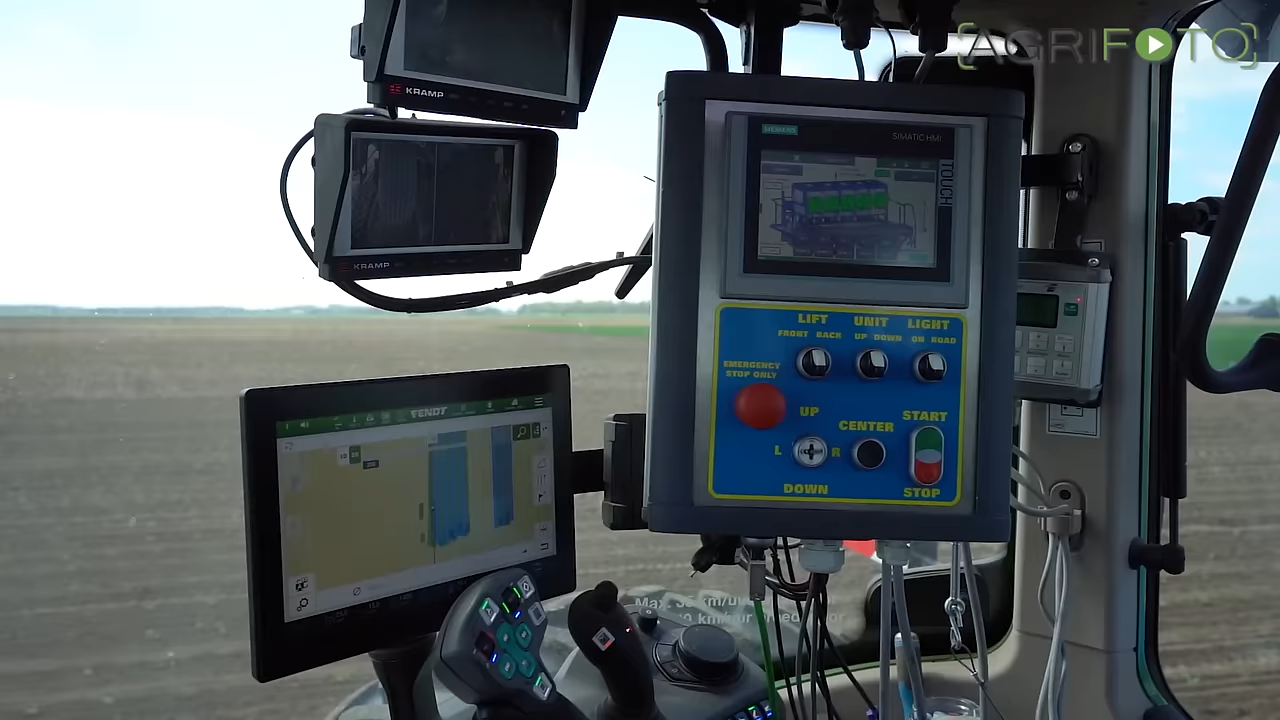 AGRIFOTO
KRAMP
KRAMP
SIEMENS
SIMATIC HMI
TOUCH
LIFT UNIT LIGHT
FRONT BACK UP DOWN ON ROAD
EMERGENCY
STOP ONLY
UP
CENTER
START
L R
DOWN
STOP
FENDT
Max.